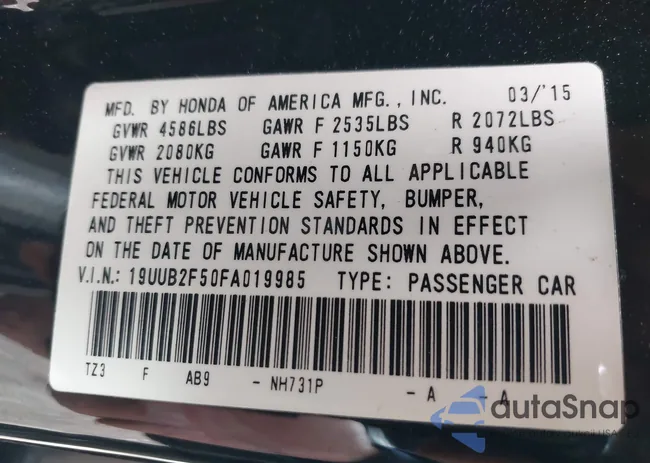 MFD. BY HONDA OF AMERICA MFG., INC. 03/'15
GVWR 4586LBS GAWR F 2535LBS R 2072LBS
GVWR 2080KG GAWR F 1150KG R 940KG
THIS VEHICLE CONFORMS TO ALL APPLICABLE
FEDERAL MOTOR VEHICLE SAFETY, BUMPER,
AND THEFT PREVENTION STANDARDS IN EFFECT
ON THE DATE OF MANUFACTURE SHOWN ABOVE.
V.I.N.: 19UUB2F50FA019985 TYPE: PASSENGER CAR
TZ3 F AB9 - NH731P - A - A
autaSnap